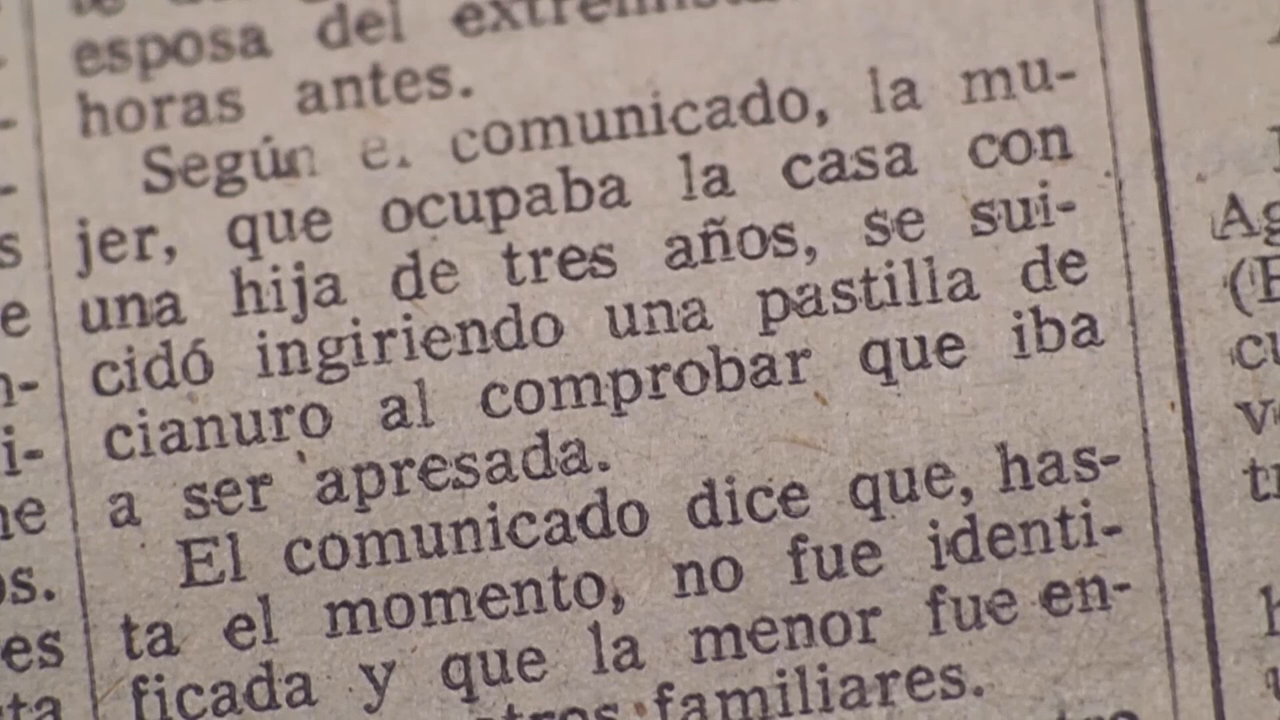 esposa del
horas antes.
Según e. comunicado, la mu-
jer, que ocupaba la casa con
una hija de tres años, se sui-
cidó ingiriendo una pastilla de
cianuro al comprobar que iba
a ser apresada.
El comunicado dice que, has-
ta el momento, no fue identi-
ficada y que la menor fue en-
familiares.